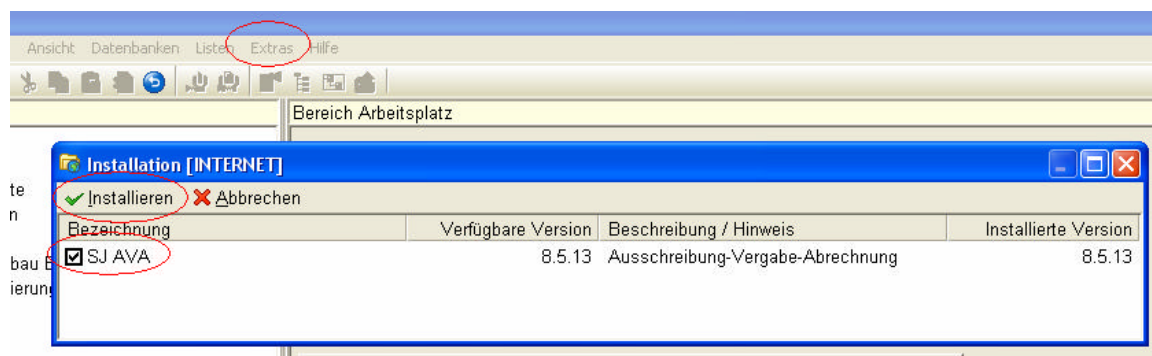 Ansicht Datenbanken Listen Extras Hilfe
Bereich Arbeitsplatz
Installation [INTERNET]
te
Installieren Abbrechen
n
Bezeichnung Verfügbare Version Beschreibung / Hinweis Installierte Version
bau E
SJ AVA 8.5.13 Ausschreibung-Vergabe-Abrechnung 8.5.13
ierung